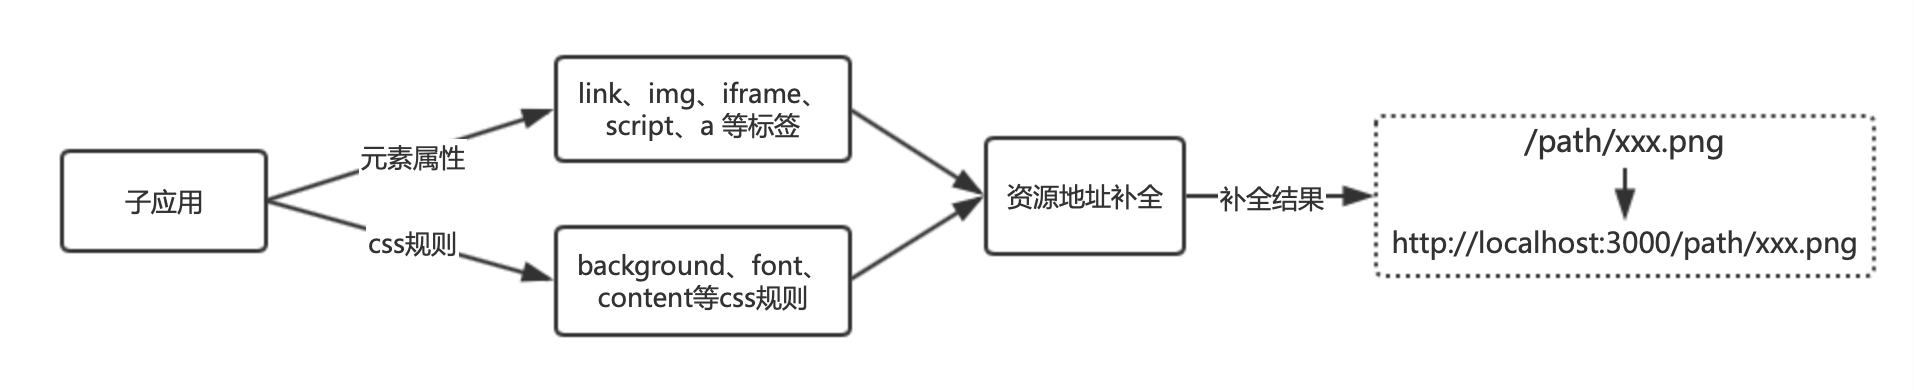 子应用
元素属性
css规则
link、img、iframe、
script、a 等标签
background、font、
content等css规则
资源地址补全
补全结果
/path/xxx.png
http://localhost:3000/path/xxx.png